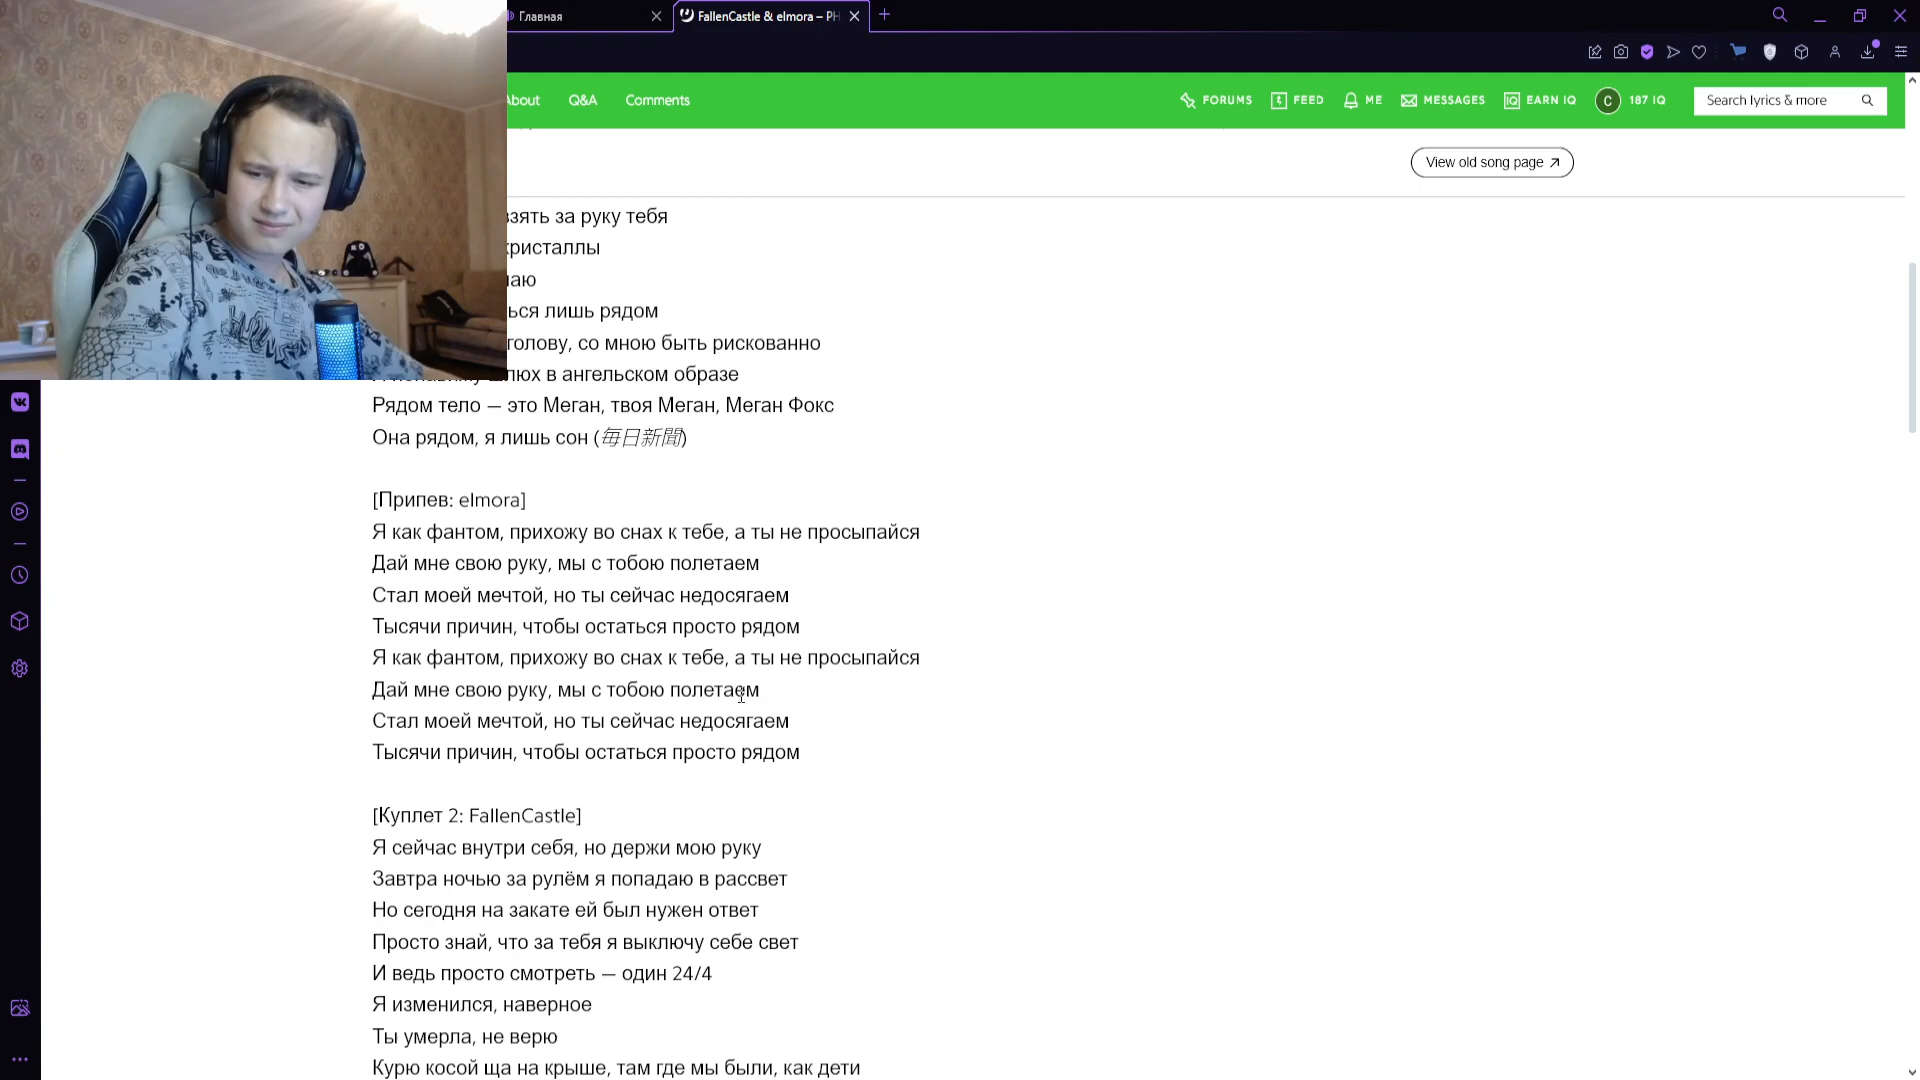 Главная
FallenCastle & elmora – PH
About
Q&A
Comments
FORUMS
FEED
ME
MESSAGES
EARN IQ
C
187 IQ
Search lyrics & more
View old song page
взять за руку тебя
кристаллы
лишь рядом
голову, со мною быть рискованно
в ангельском образе
Рядом тело — это Меган, твоя Меган, Меган Фокс
Она рядом, я лишь сон (毎日新聞)
[Припев: elmora]
Я как фантом, прихожу во снах к тебе, а ты не просыпайся
Дай мне свою руку, мы с тобою полетаем
Стал моей мечтой, но ты сейчас недосягаем
Тысячи причин, чтобы остаться просто рядом
Я как фантом, прихожу во снах к тебе, а ты не просыпайся
Дай мне свою руку, мы с тобою полетаем
Стал моей мечтой, но ты сейчас недосягаем
Тысячи причин, чтобы остаться просто рядом
[Куплет 2: FallenCastle]
Я сейчас внутри себя, но держи мою руку
Завтра ночью за рулём я попадаю в рассвет
Но сегодня на закате ей был нужен ответ
Просто знай, что за тебя я выключу себе свет
И ведь просто смотреть — один 24/4
Я изменился, наверное
Ты умерла, не верю
Курю косой ща на крыше, там где мы были, как дети